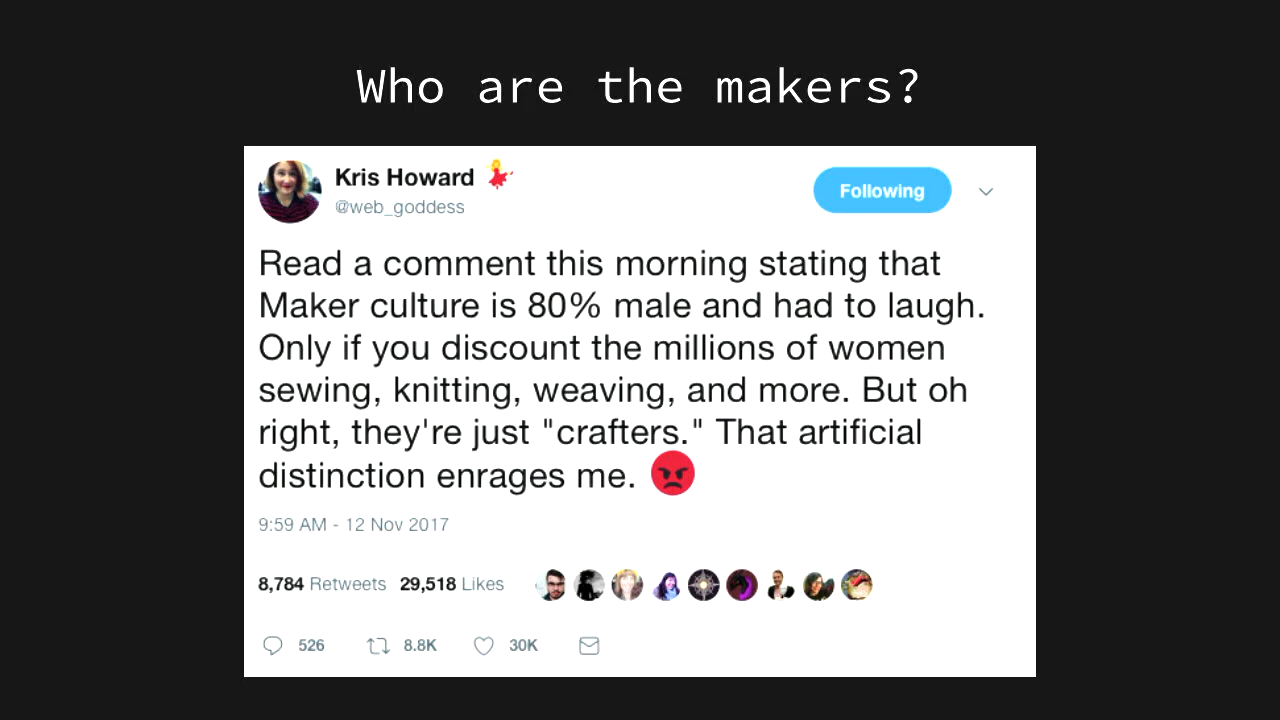 Who are the makers?
Kris Howard 💃
@web_goddess
Following
Read a comment this morning stating that
Maker culture is 80% male and had to laugh.
Only if you discount the millions of women
sewing, knitting, weaving, and more. But oh
right, they're just "crafters." That artificial
distinction enrages me. 😡
9:59 AM - 12 Nov 2017
8,784 Retweets 29,518 Likes
526 8.8K 30K